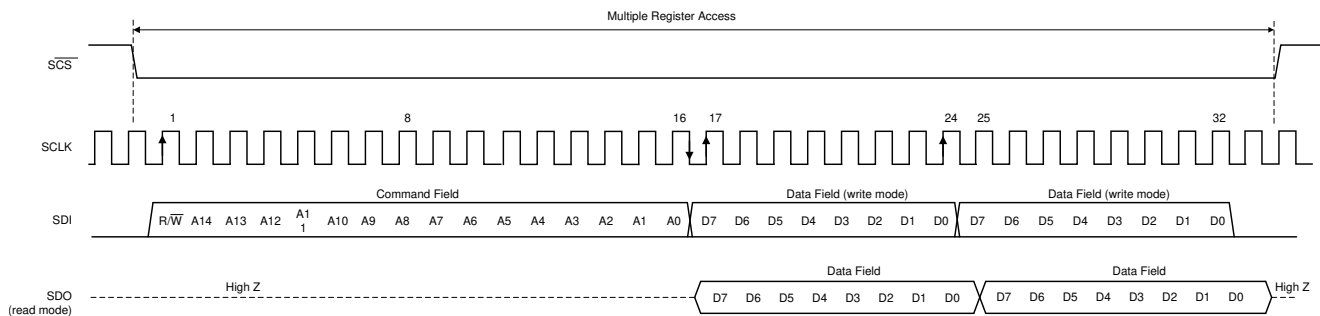 Multiple Register Access
SCS
1 8 16 17 24 25 32
SCLK
Command Field Data Field (write mode) Data Field (write mode)
SDI R/W A14 A13 A12 A1
1 A10 A9 A8 A7 A6 A5 A4 A3 A2 A1 A0 D7 D6 D5 D4 D3 D2 D1 D0 D7 D6 D5 D4 D3 D2 D1 D0
Data Field Data Field
High Z High Z
SDO D7 D6 D5 D4 D3 D2 D1 D0 D7 D6 D5 D4 D3 D2 D1 D0
(read mode)